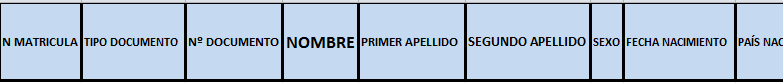 N MATRICULA TIPO DOCUMENTO Nº DOCUMENTO NOMBRE PRIMER APELLIDO SEGUNDO APELLIDO SEXO FECHA NACIMIENTO PAÍS NAC